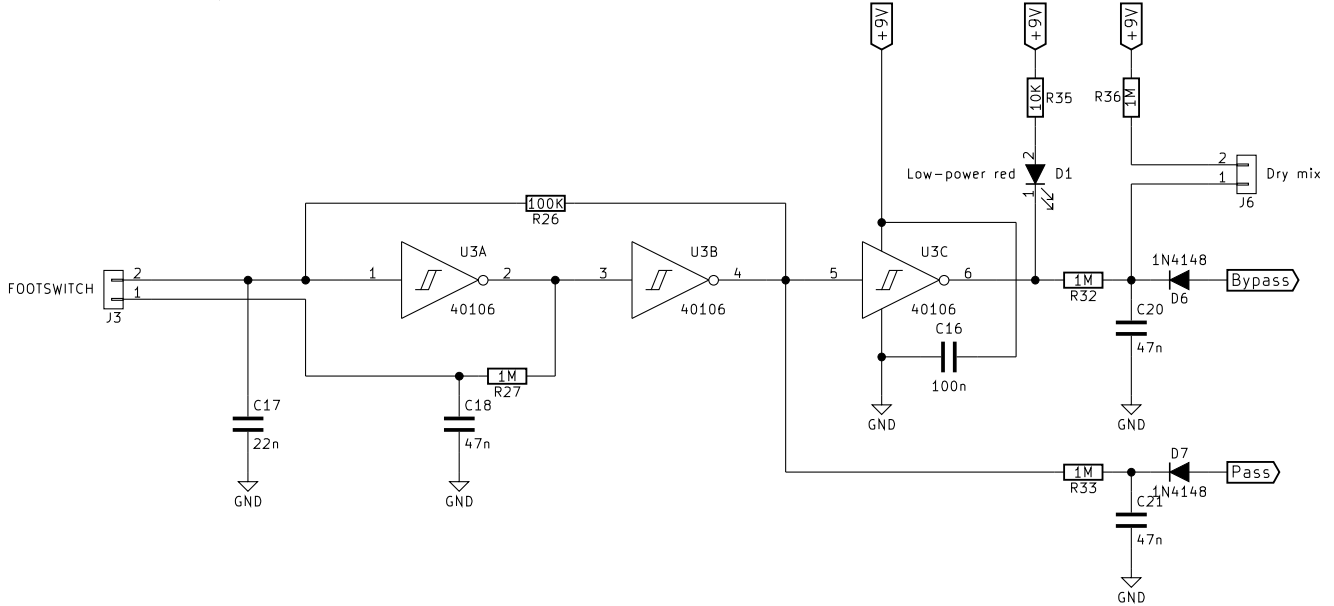 +9V
+9V
+9V
10K
R35
R36
1M
2
Low-power red
D1
1
2
1
Dry mix
J6
100K
R26
U3A
U3B
U3C
FOOTSWITCH
2
1
J3
1
2
3
4
5
6
40106
40106
40106
1M
R32
1N4148
D6
Bypass
C16
100n
C20
47n
1M
R27
C17
22n
C18
47n
GND
GND
GND
GND
1M
R33
D7
1N4148
Pass
C21
47n
GND